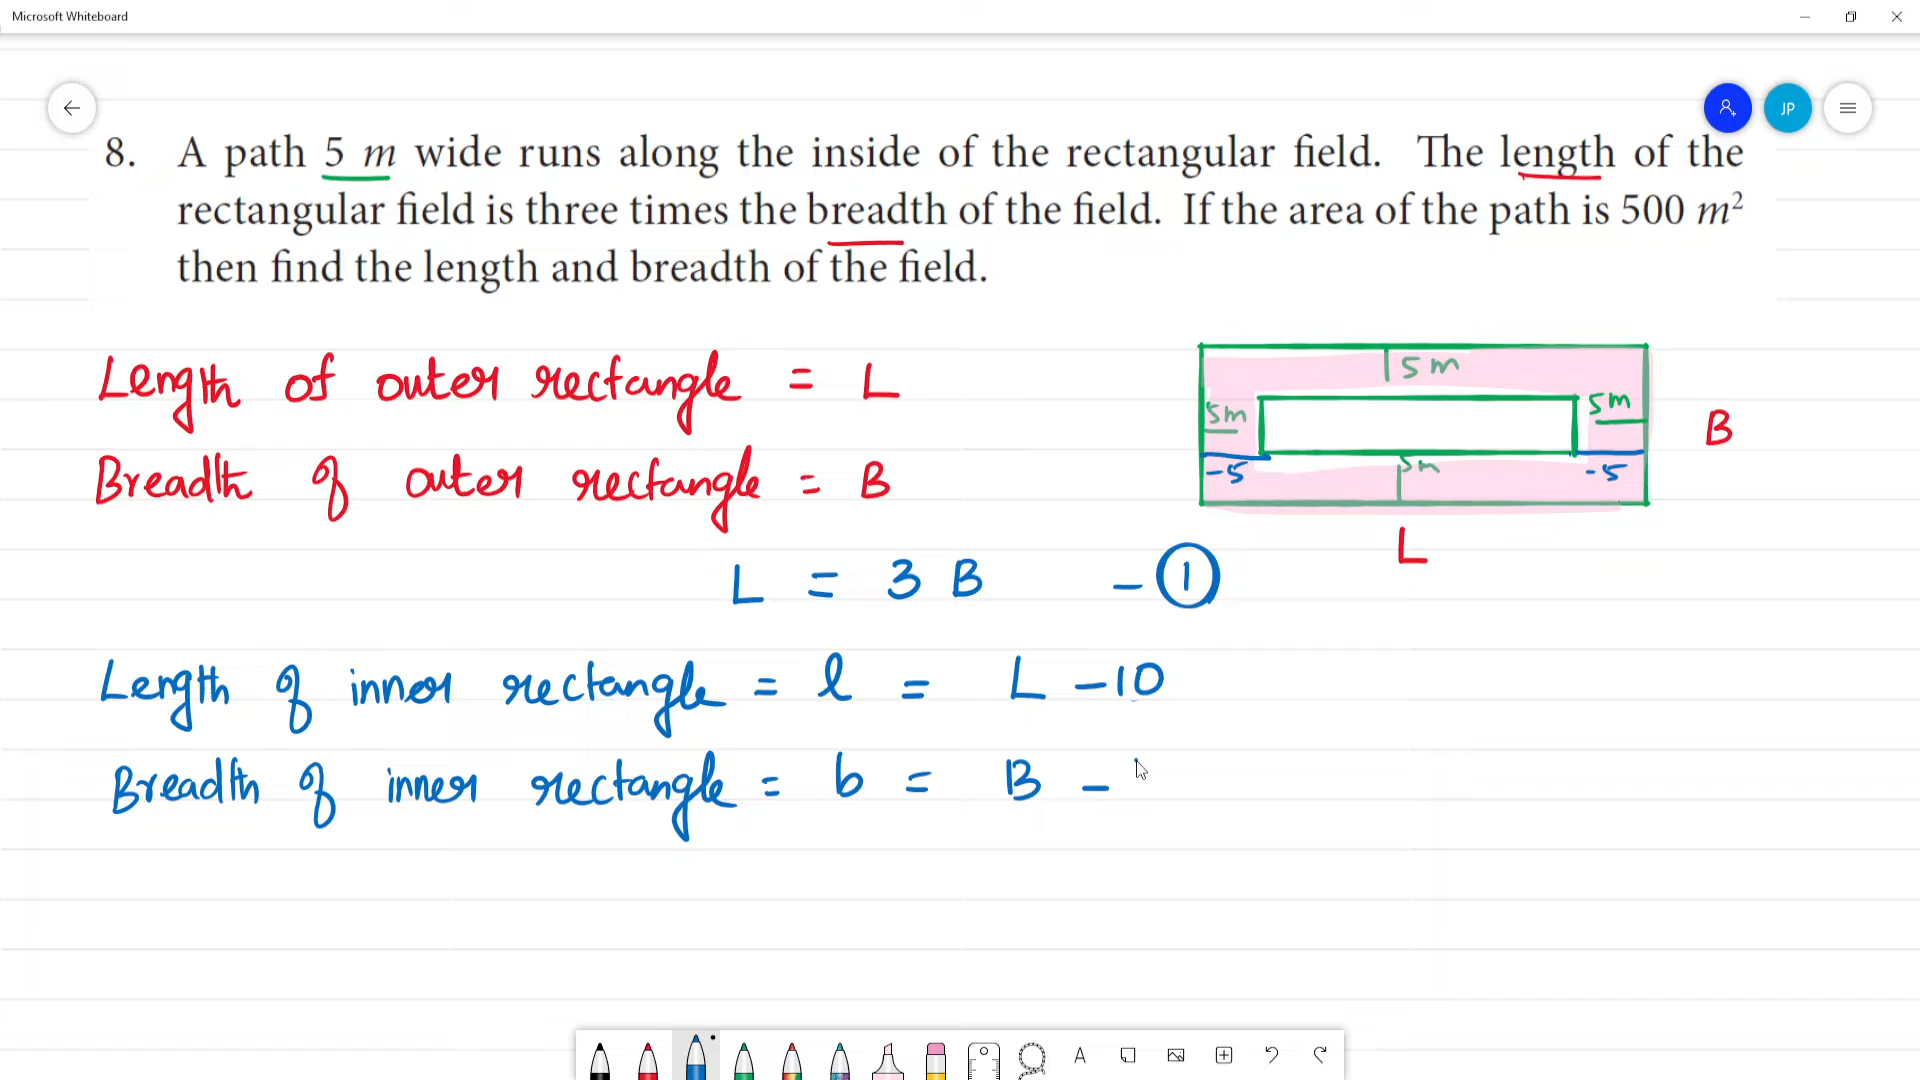 Microsoft Whiteboard
JP
8. A path 5 m wide runs along the inside of the rectangular field. The length of the
rectangular field is three times the breadth of the field. If the area of the path is 500 m²
then find the length and breadth of the field.
Length of outer rectangle = L
Breadth of outer rectangle = B
5 m
5m
5m
B
-5
5m
-5
L
L = 3 B - ①
Length of inner rectangle = l = L - 10
Breadth of inner rectangle = b = B -
A